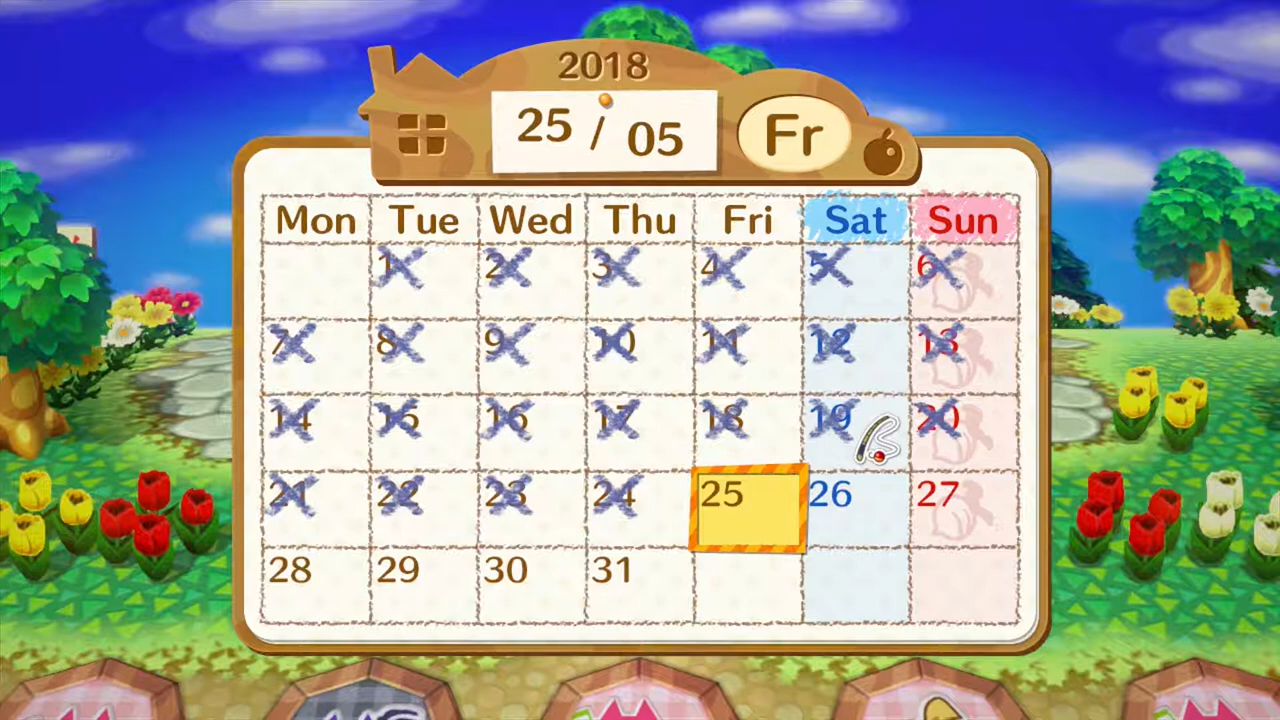 2018
25 / 05 Fr
Mon Tue Wed Thu Fri Sat Sun
1 2 3 4 5 6
7 8 9 10 11 12 13
14 15 16 17 18 19 20
21 22 23 24 25 26 27
28 29 30 31